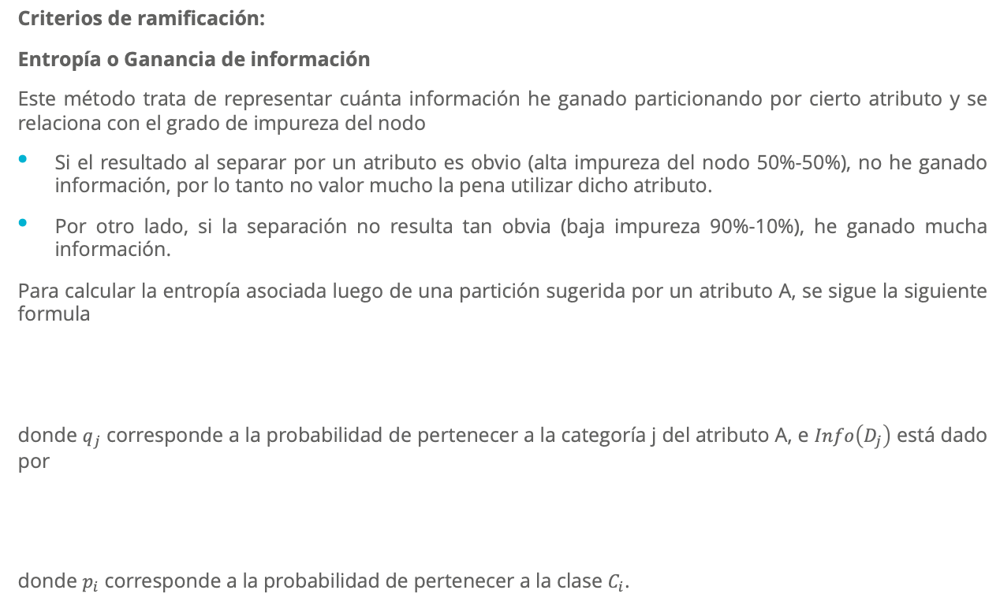 Criterios de ramificación:
Entropía o Ganancia de información
Este método trata de representar cuánta información he ganado particionando por cierto atributo y se
relaciona con el grado de impureza del nodo
• Si el resultado al separar por un atributo es obvio (alta impureza del nodo 50%-50%), no he ganado
información, por lo tanto no valor mucho la pena utilizar dicho atributo.
• Por otro lado, si la separación no resulta tan obvia (baja impureza 90%-10%), he ganado mucha
información.
Para calcular la entropía asociada luego de una partición sugerida por un atributo A, se sigue la siguiente
formula
donde $q_j$ corresponde a la probabilidad de pertenecer a la categoría j del atributo A, e $Info(D_j)$ está dado
por
donde $p_i$ corresponde a la probabilidad de pertenecer a la clase $C_i$.